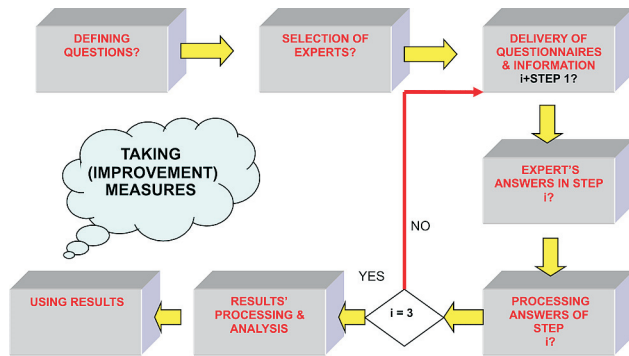 DEFINING
QUESTIONS?
SELECTION OF
EXPERTS?
DELIVERY OF
QUESTIONNAIRES
& INFORMATION
i+STEP 1?
TAKING
(IMPROVEMENT)
MEASURES
EXPERT'S
ANSWERS IN STEP
i?
NO
YES
USING RESULTS
RESULTS'
PROCESSING &
ANALYSIS
i = 3
PROCESSING
ANSWERS OF
STEP
i?